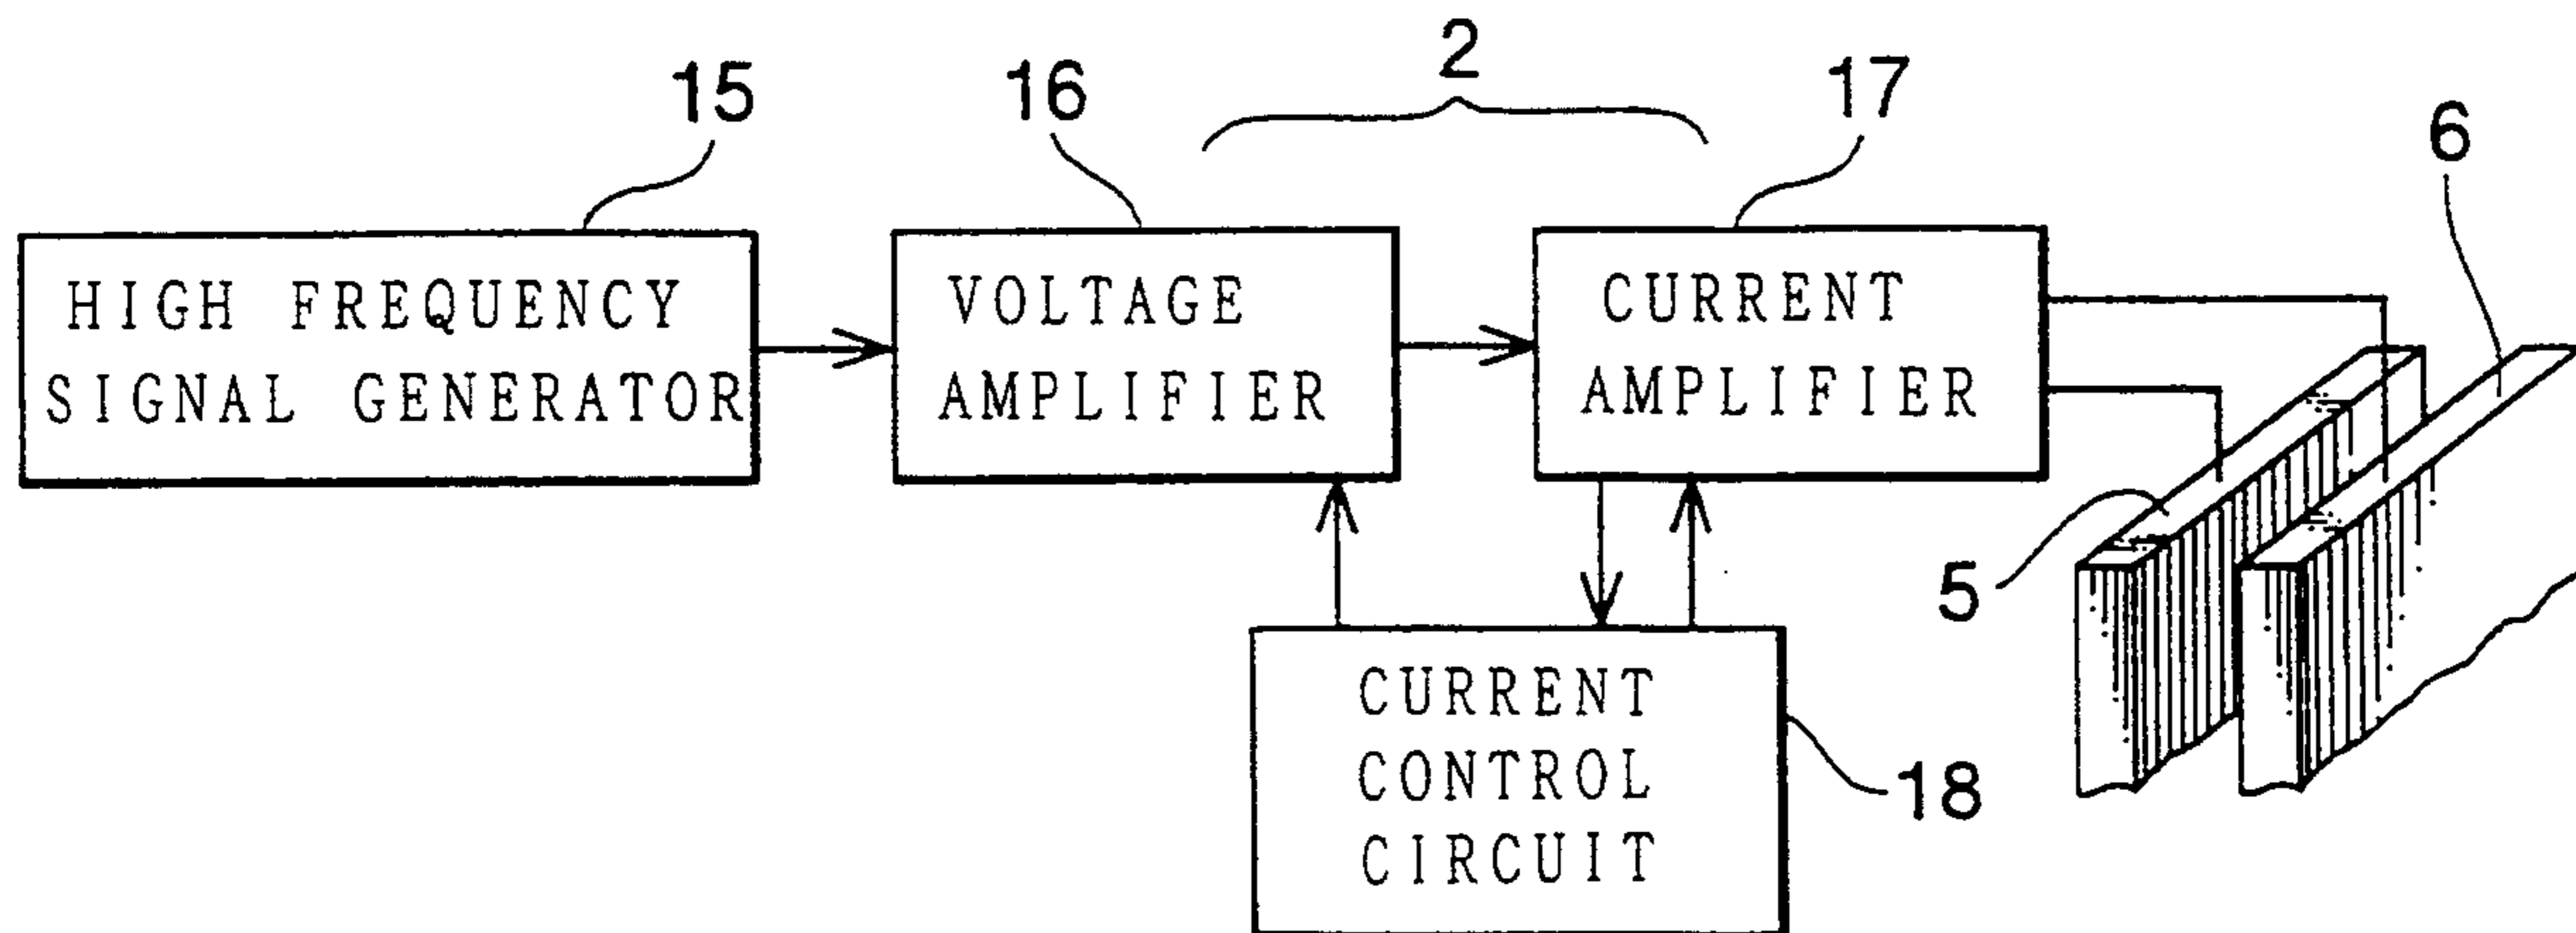 2
15
16
17
6
HIGH FREQUENCY
SIGNAL GENERATOR
VOLTAGE
AMPLIFIER
CURRENT
AMPLIFIER
5
CURRENT
CONTROL
CIRCUIT
18